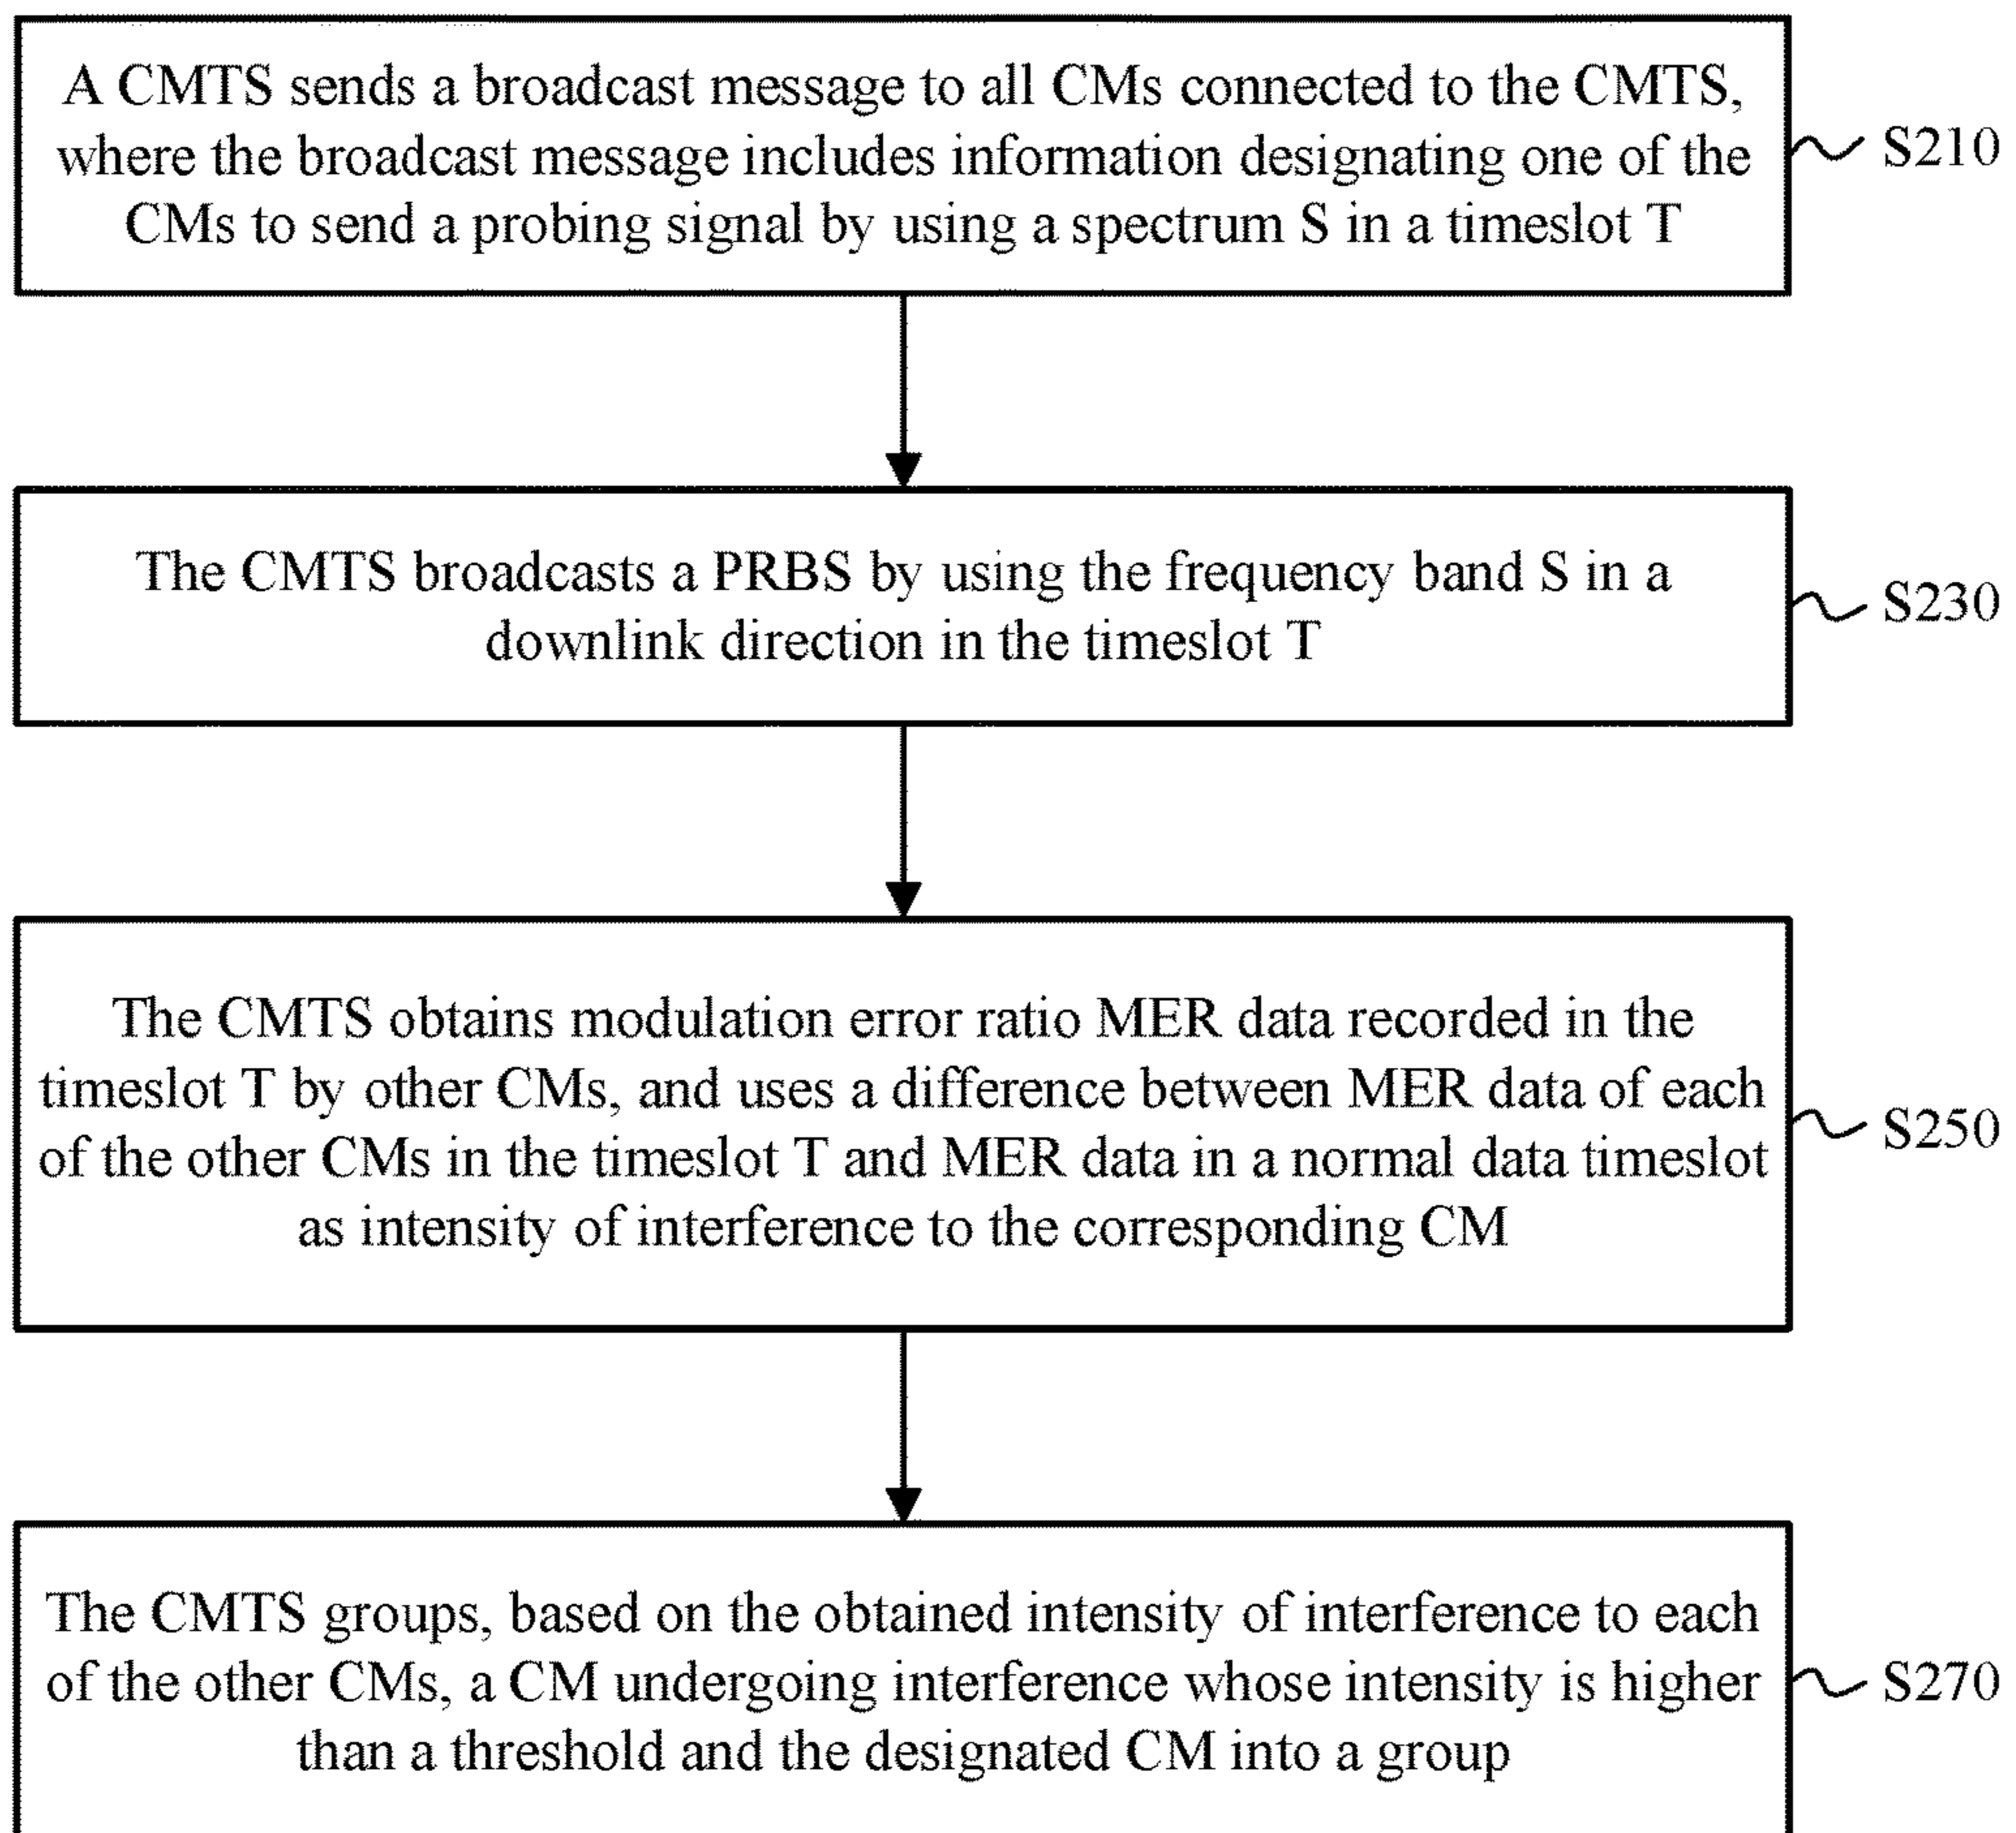 A CMTS sends a broadcast message to all CMs connected to the CMTS,
where the broadcast message includes information designating one of the
CMs to send a probing signal by using a spectrum S in a timeslot T
S210
The CMTS broadcasts a PRBS by using the frequency band S in a
downlink direction in the timeslot T
S230
The CMTS obtains modulation error ratio MER data recorded in the
timeslot T by other CMs, and uses a difference between MER data of each
of the other CMs in the timeslot T and MER data in a normal data timeslot
as intensity of interference to the corresponding CM
S250
The CMTS groups, based on the obtained intensity of interference to each
of the other CMs, a CM undergoing interference whose intensity is higher
than a threshold and the designated CM into a group
S270